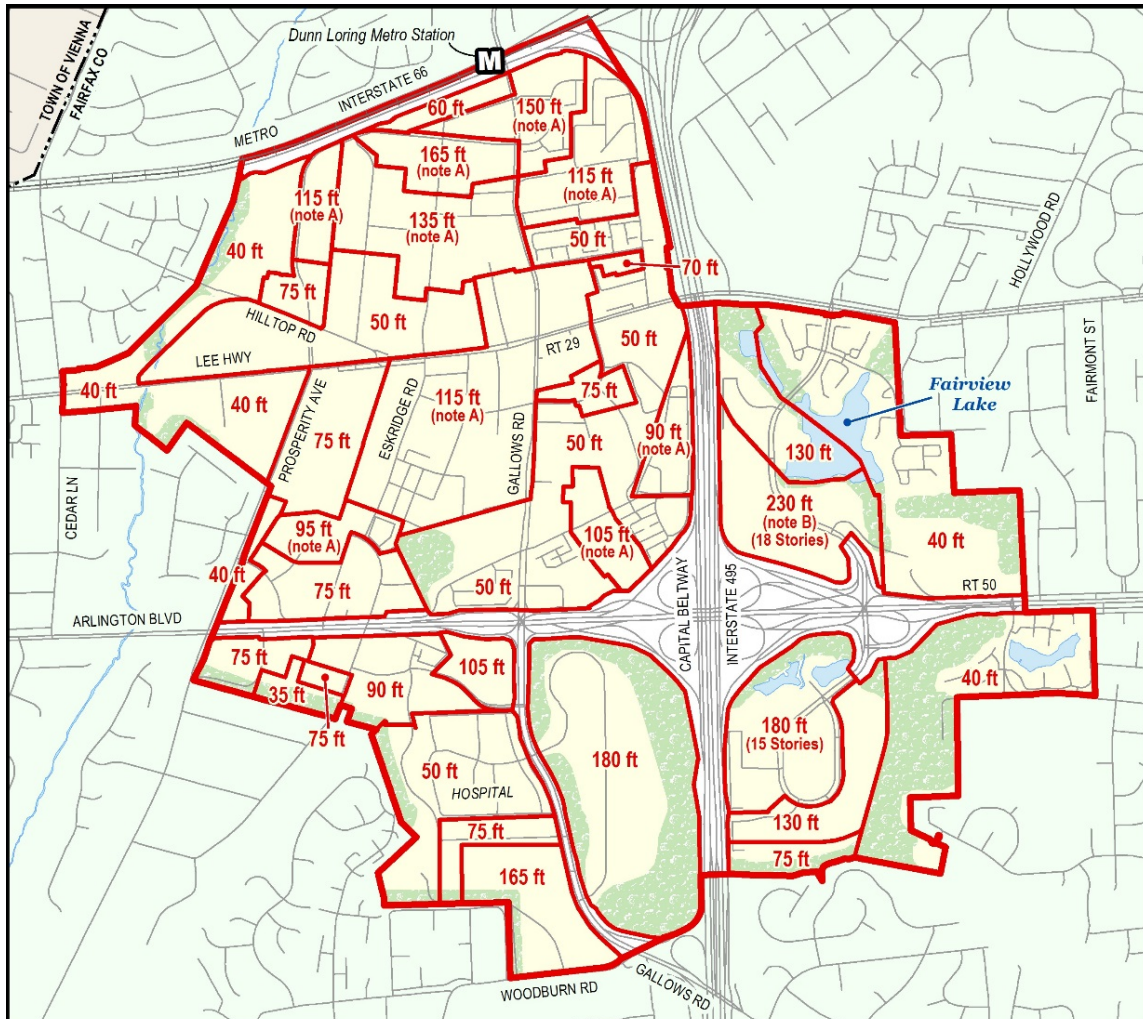 Dunn Loring Metro Station
M
TOWN OF VIENNA
FAIRFAX CO
METRO
INTERSTATE 66
60 ft
150 ft
(note A)
165 ft
(note A)
115 ft
(note A)
115 ft
(note A)
135 ft
(note A)
40 ft
50 ft
70 ft
75 ft
HILLTOP RD
50 ft
HOLLYWOOD RD
LEE HWY
RT 29
50 ft
FAIRMONT ST
40 ft
40 ft
PROSPERITY AVE
ESKRIDGE RD
115 ft
(note A)
GALLOWS RD
75 ft
Fairview
Lake
75 ft
50 ft
90 ft
(note A)
130 ft
CEDAR LN
230 ft
(note B)
(18 Stories)
95 ft
(note A)
105 ft
(note A)
40 ft
40 ft
75 ft
50 ft
RT 50
ARLINGTON BLVD
CAPITAL BELTWAY
INTERSTATE 495
75 ft
35 ft
75 ft
90 ft
105 ft
40 ft
180 ft
(15 Stories)
50 ft
HOSPITAL
180 ft
75 ft
130 ft
75 ft
165 ft
WOODBURN RD
GALLOWS RD